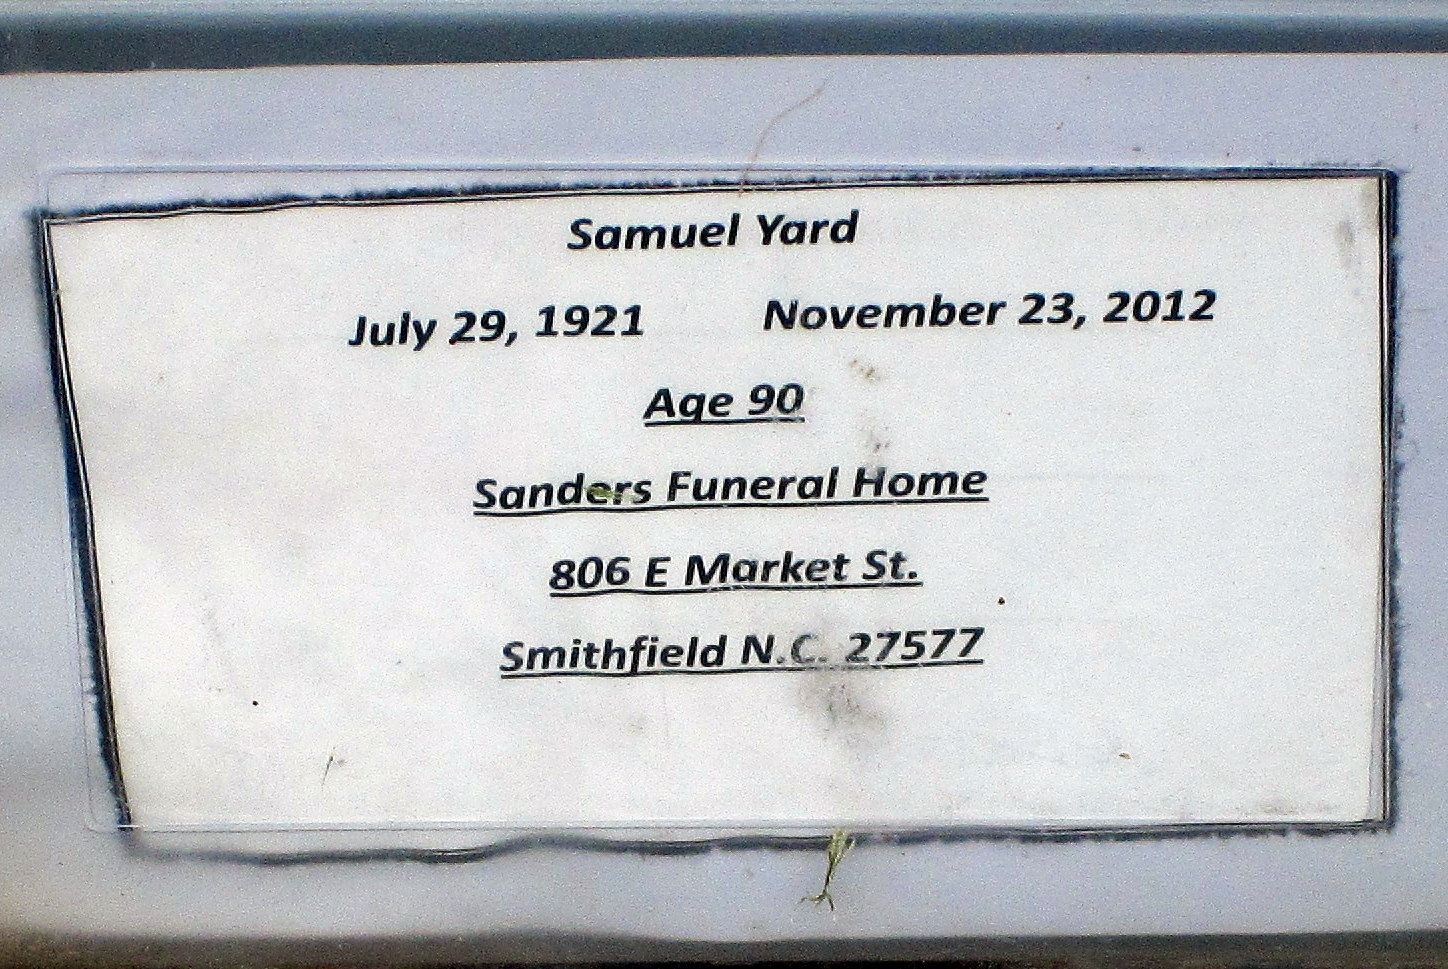 Samuel Yard
July 29, 1921 November 23, 2012
Age 90
Sanders Funeral Home
806 E Market St.
Smithfield N.C. 27577